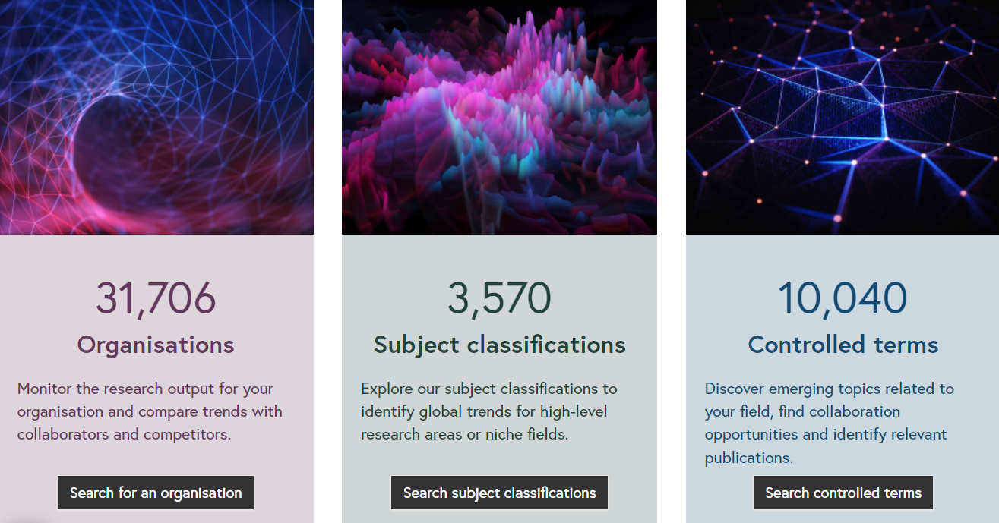 31,706
Organisations
Monitor the research output for your
organisation and compare trends with
collaborators and competitors.
Search for an organisation
3,570
Subject classifications
Explore our subject classifications to
identify global trends for high-level
research areas or niche fields.
Search subject classifications
10,040
Controlled terms
Discover emerging topics related to
your field, find collaboration
opportunities and identify relevant
publications.
Search controlled terms